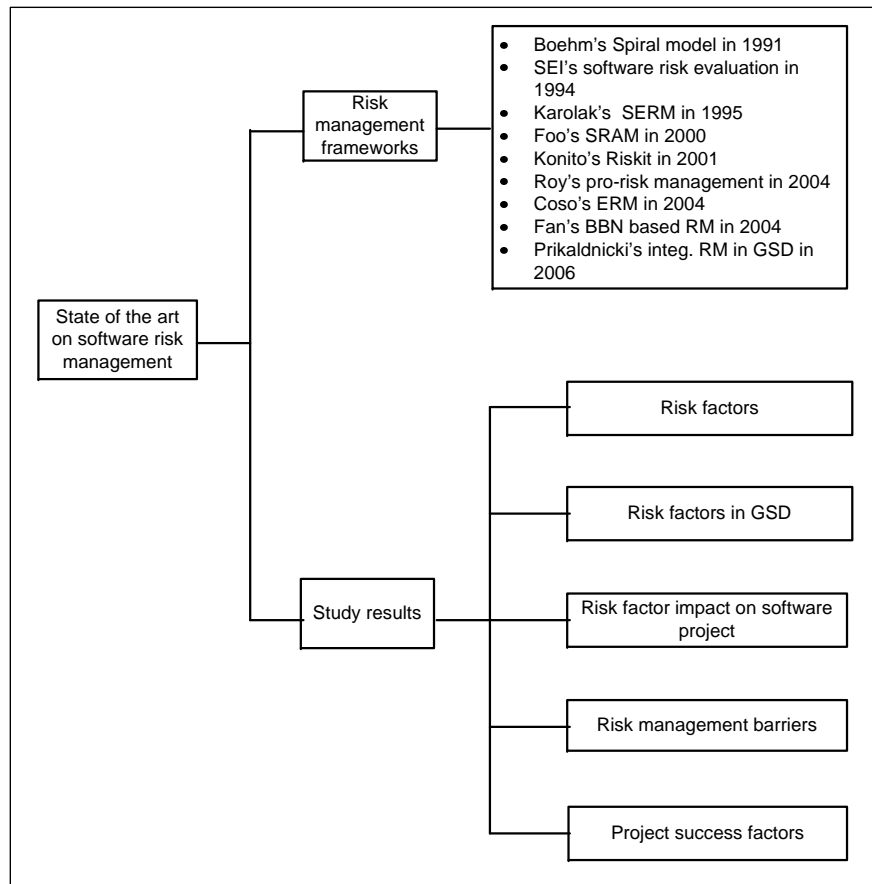 Boehm's Spiral model in 1991
SEI's software risk evaluation in
1994
Karolak's SERM in 1995
Foo's SRAM in 2000
Konito's Riskit in 2001
Roy's pro-risk management in 2004
Coso's ERM in 2004
Fan's BBN based RM in 2004
Prikaldnicki's integ. RM in GSD in
2006
Risk
management
frameworks
State of the art
on software risk
management
Study results
Risk factors
Risk factors in GSD
Risk factor impact on software
project
Risk management barriers
Project success factors